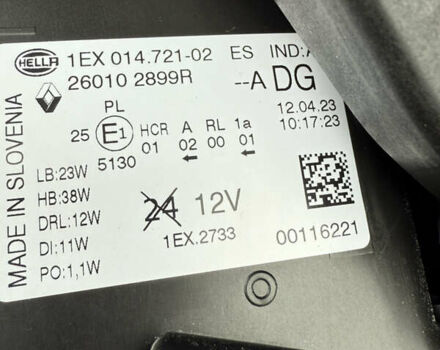 HELLA 1EX 014.721-02 ES IND:A
26010 2899R --A DG
PL 12.04.23
25 E1 HCR A RL 1a 10:17:23
01 02 00 01
5130 ← ←
LB:23W
HB:38W
DRL:12W 24 12V
DI:11W 1EX.2733 00116221
PO:1,1W
MADE IN SLOVENIA